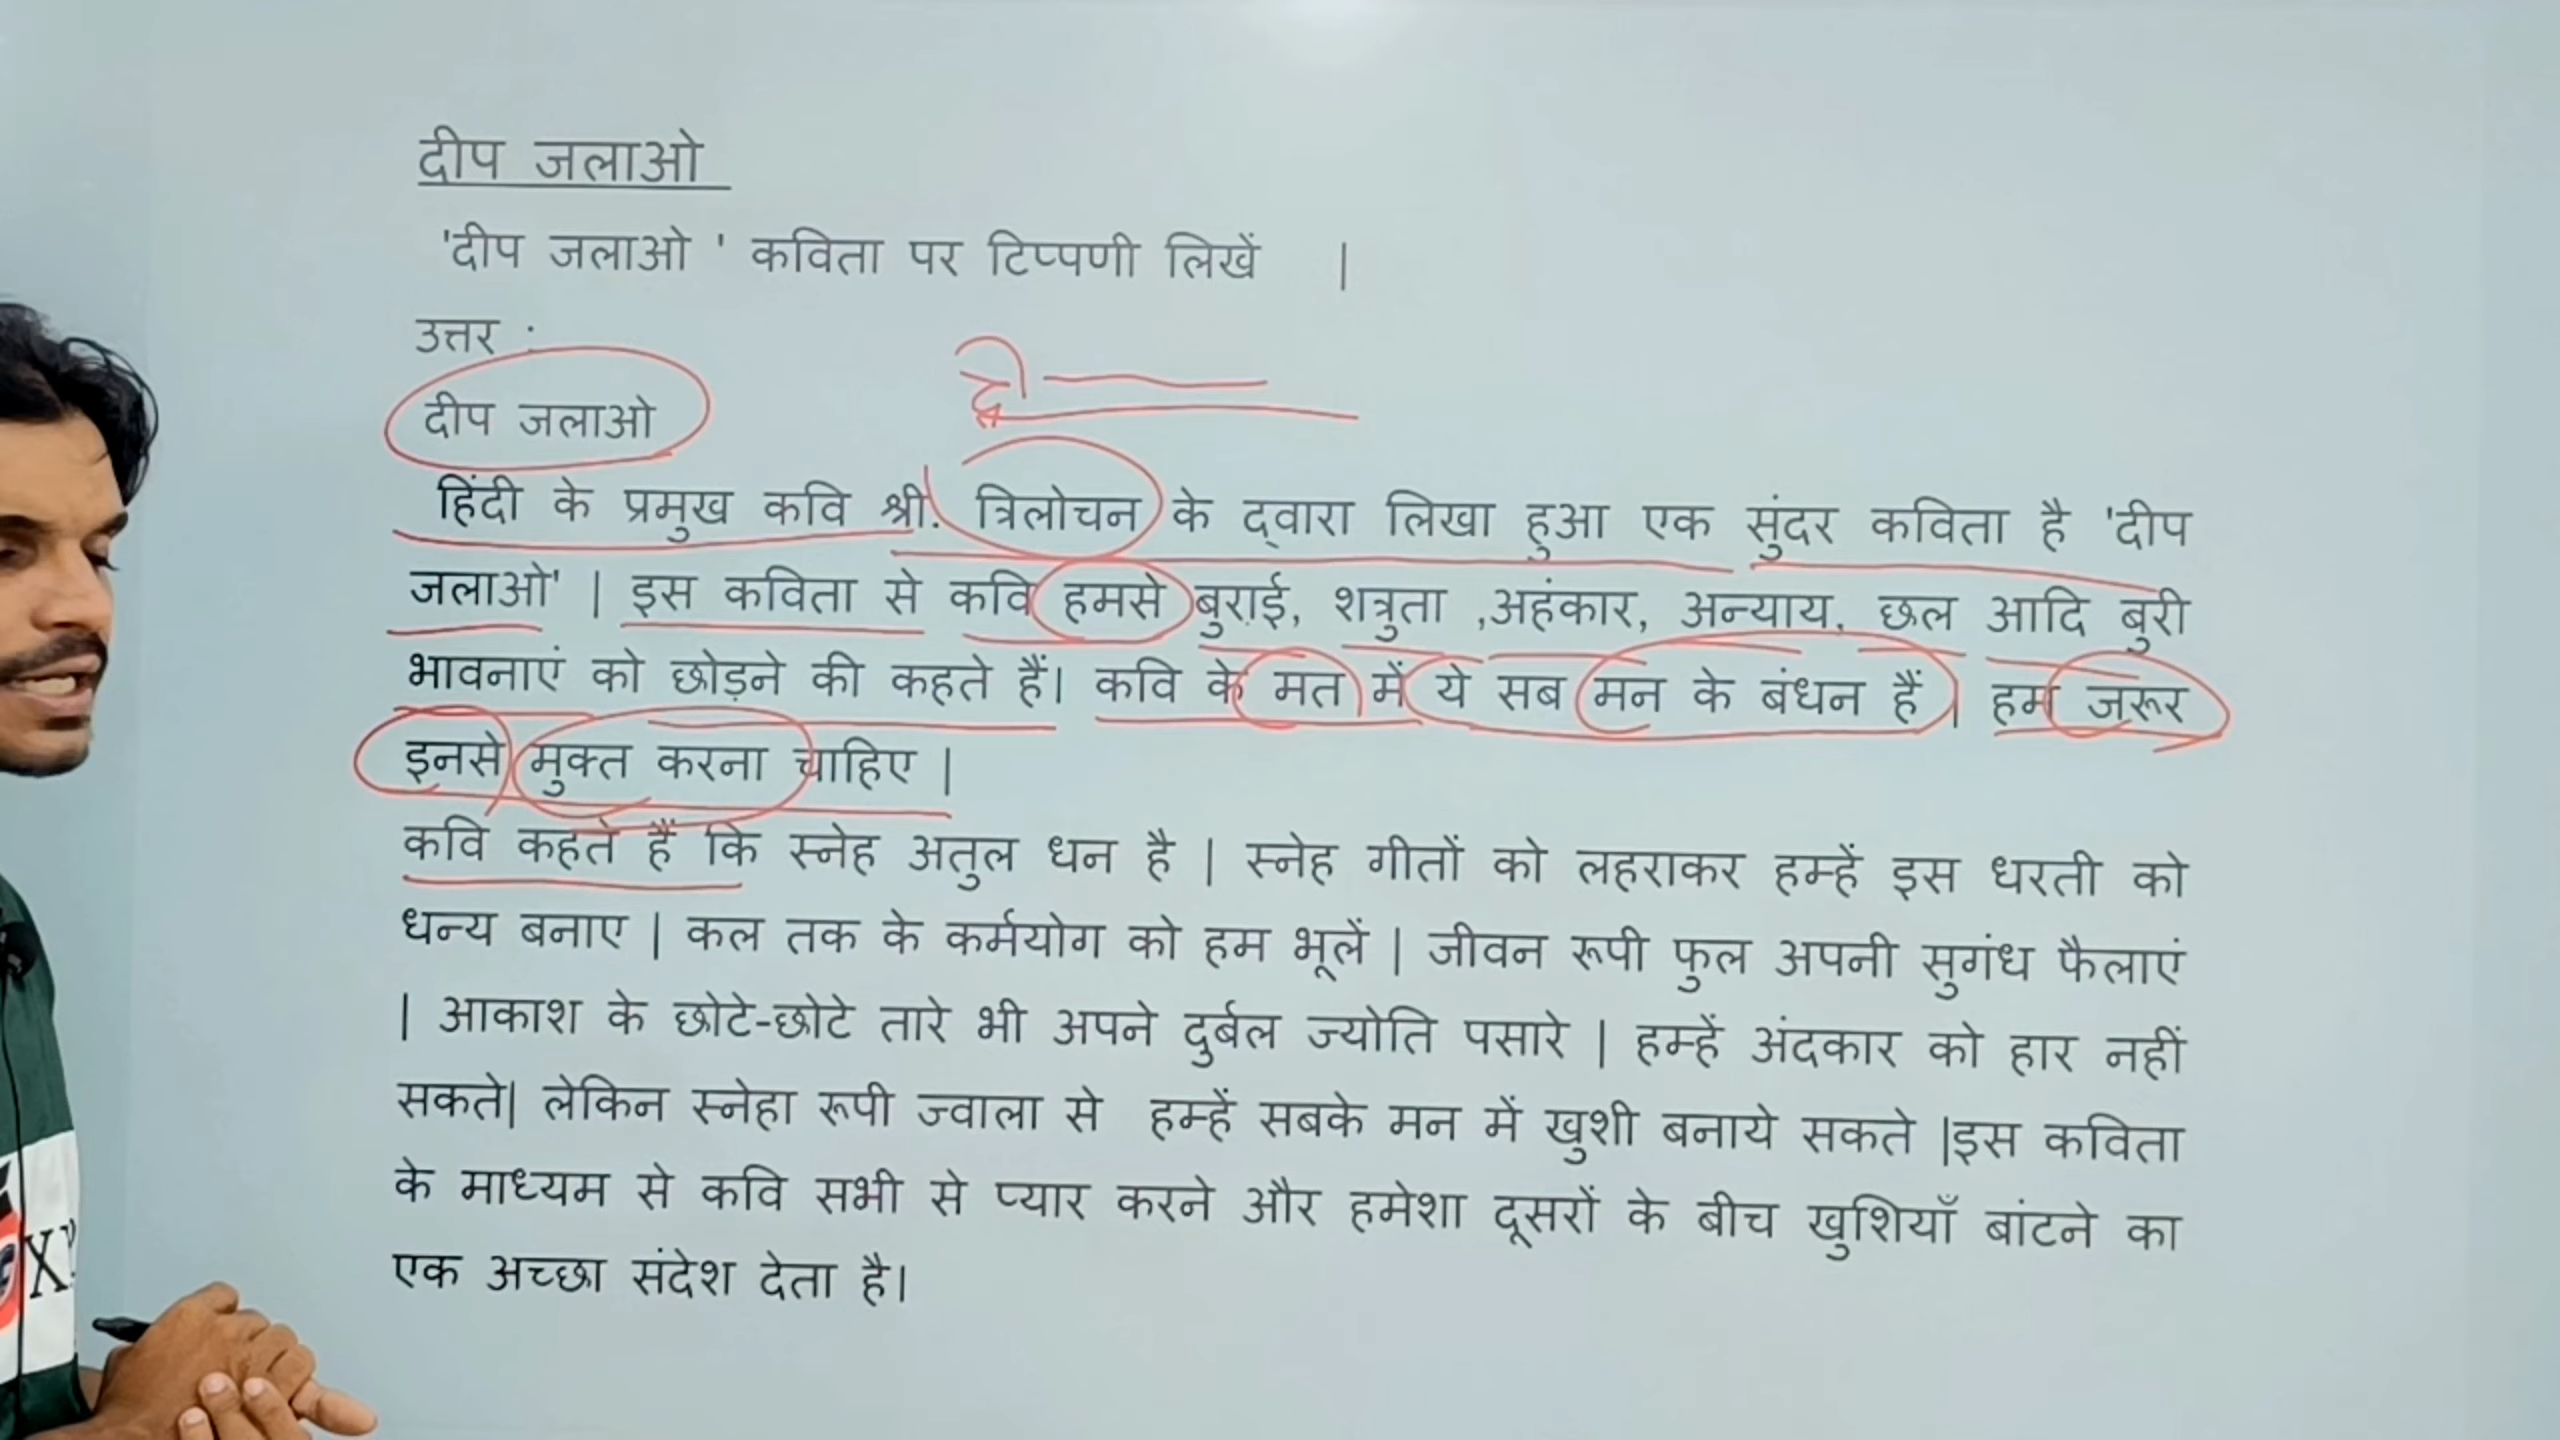 दीप जलाओ
'दीप जलाओ ' कविता पर टिप्पणी लिखें |
उत्तर :
दीप जलाओ
हिंदी के प्रमुख कवि श्री. त्रिलोचन के द्वारा लिखा हुआ एक सुंदर कविता है 'दीप
जलाओ' | इस कविता से कवि हमसे बुराई, शत्रुता ,अहंकार, अन्याय, छल आदि बुरी
भावनाएं को छोड़ने की कहते हैं। कवि के मत में ये सब मन के बंधन हैं | हम जरूर
इनसे मुक्त करना चाहिए |
कवि कहते हैं कि स्नेह अतुल धन है | स्नेह गीतों को लहराकर हम्हें इस धरती को
धन्य बनाए | कल तक के कर्मयोग को हम भूलें | जीवन रूपी फुल अपनी सुगंध फैलाएं
| आकाश के छोटे-छोटे तारे भी अपने दुर्बल ज्योति पसारे | हम्हें अंदकार को हार नहीं
सकते| लेकिन स्नेहा रूपी ज्वाला से हम्हें सबके मन में खुशी बनाये सकते |इस कविता
के माध्यम से कवि सभी से प्यार करने और हमेशा दूसरों के बीच खुशियाँ बांटने का
एक अच्छा संदेश देता है।